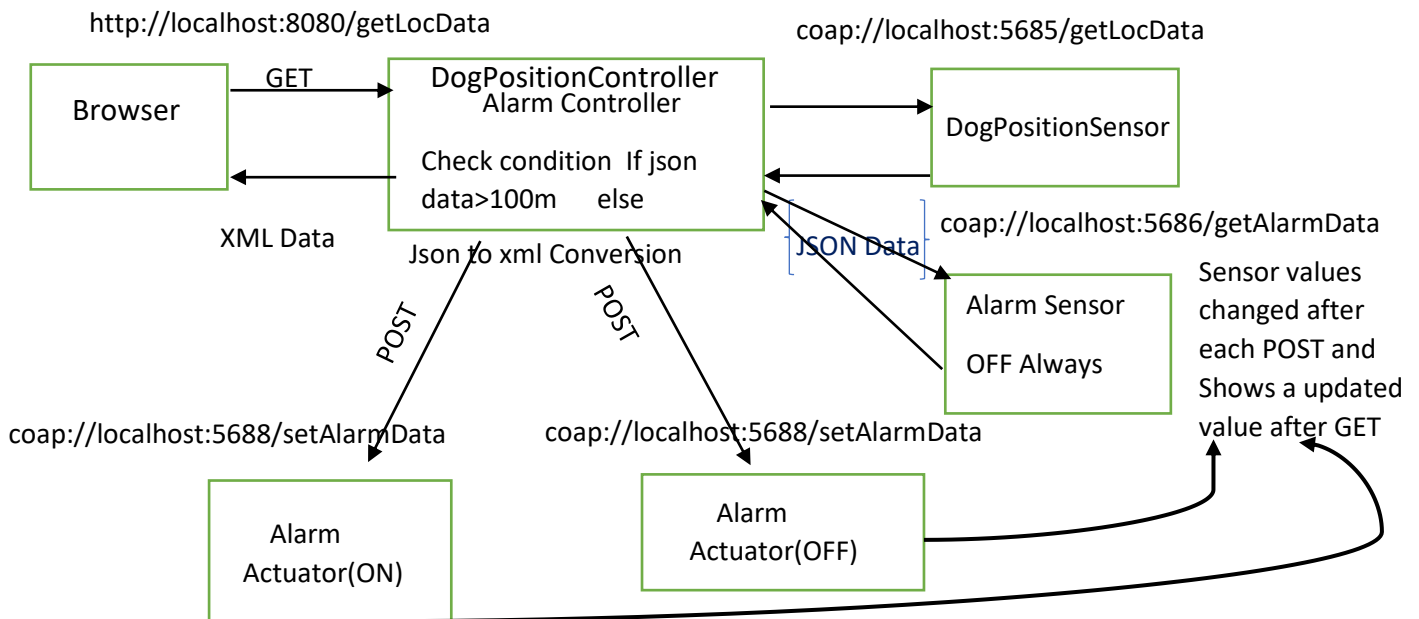 http://localhost:8080/getLocData
coap://localhost:5685/getLocData
GET
Browser
DogPositionController
Alarm Controller
Check condition If json
data>100m else
DogPositionSensor
XML Data
Json to xml Conversion
JSON Data
coap://localhost:5686/getAlarmData
Alarm Sensor
OFF Always
Sensor values
changed after
each POST and
Shows a updated
value after GET
POST
POST
coap://localhost:5688/setAlarmData
coap://localhost:5688/setAlarmData
Alarm
Actuator(ON)
Alarm
Actuator(OFF)